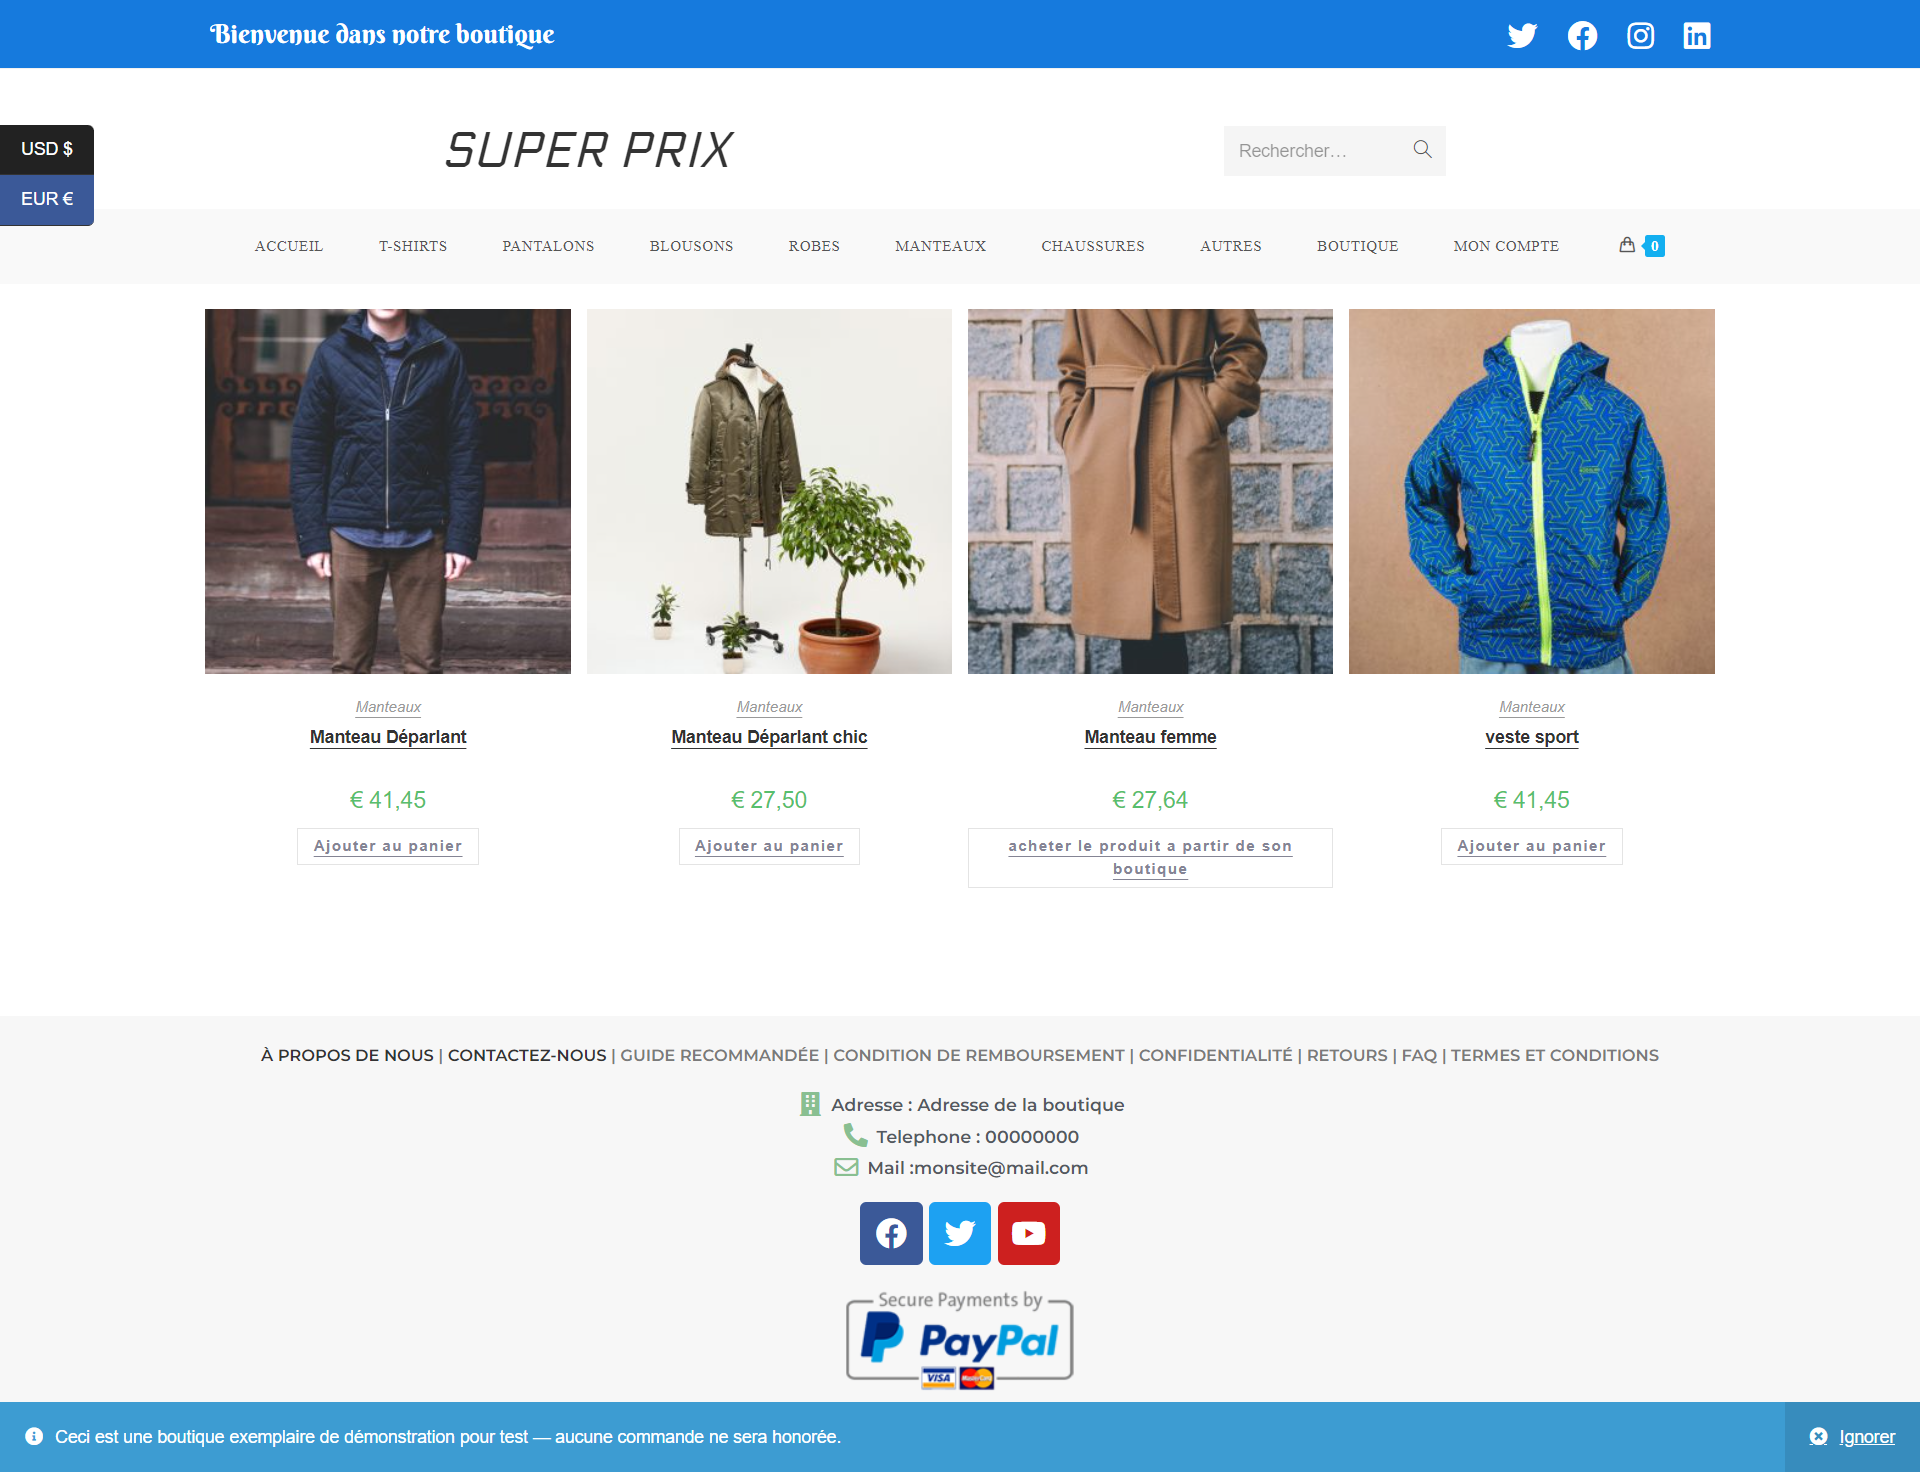 Bienvenue dans notre boutique
USD $
EUR €
SUPER PRIX
Rechercher…
ACCUEIL T-SHIRTS PANTALONS BLOUSONS ROBES MANTEAUX CHAUSSURES AUTRES BOUTIQUE MON COMPTE 0
Manteaux
Manteau Déparlant
€ 41,45
Ajouter au panier
Manteaux
Manteau Déparlant chic
€ 27,50
Ajouter au panier
Manteaux
Manteau femme
€ 27,64
acheter le produit a partir de son
boutique
Manteaux
veste sport
€ 41,45
Ajouter au panier
À PROPOS DE NOUS | CONTACTEZ-NOUS | GUIDE RECOMMANDÉE | CONDITION DE REMBOURSEMENT | CONFIDENTIALITÉ | RETOURS | FAQ | TERMES ET CONDITIONS
Adresse : Adresse de la boutique
Telephone : 00000000
Mail :monsite@mail.com
Secure Payments by
PayPal
VISA MasterCard
Ceci est une boutique exemplaire de démonstration pour test — aucune commande ne sera honorée.
Ignorer